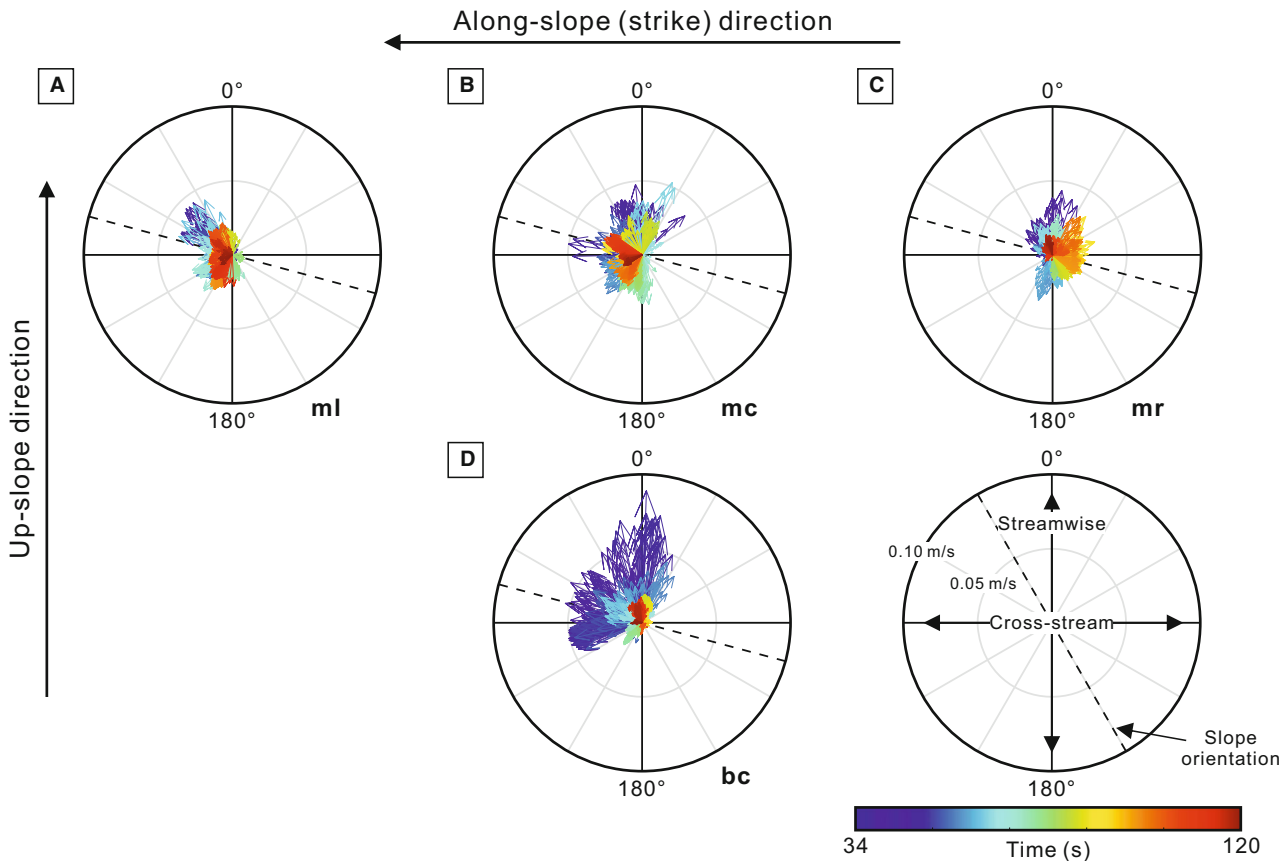 Along-slope (strike) direction
A
B
C
0°
0°
0°
ml
mc
mr
180°
180°
180°
Up-slope direction
D
0°
0°
Streamwise
0.10 m/s
0.05 m/s
Cross-stream
Slope
orientation
bc
180°
180°
34
Time (s)
120